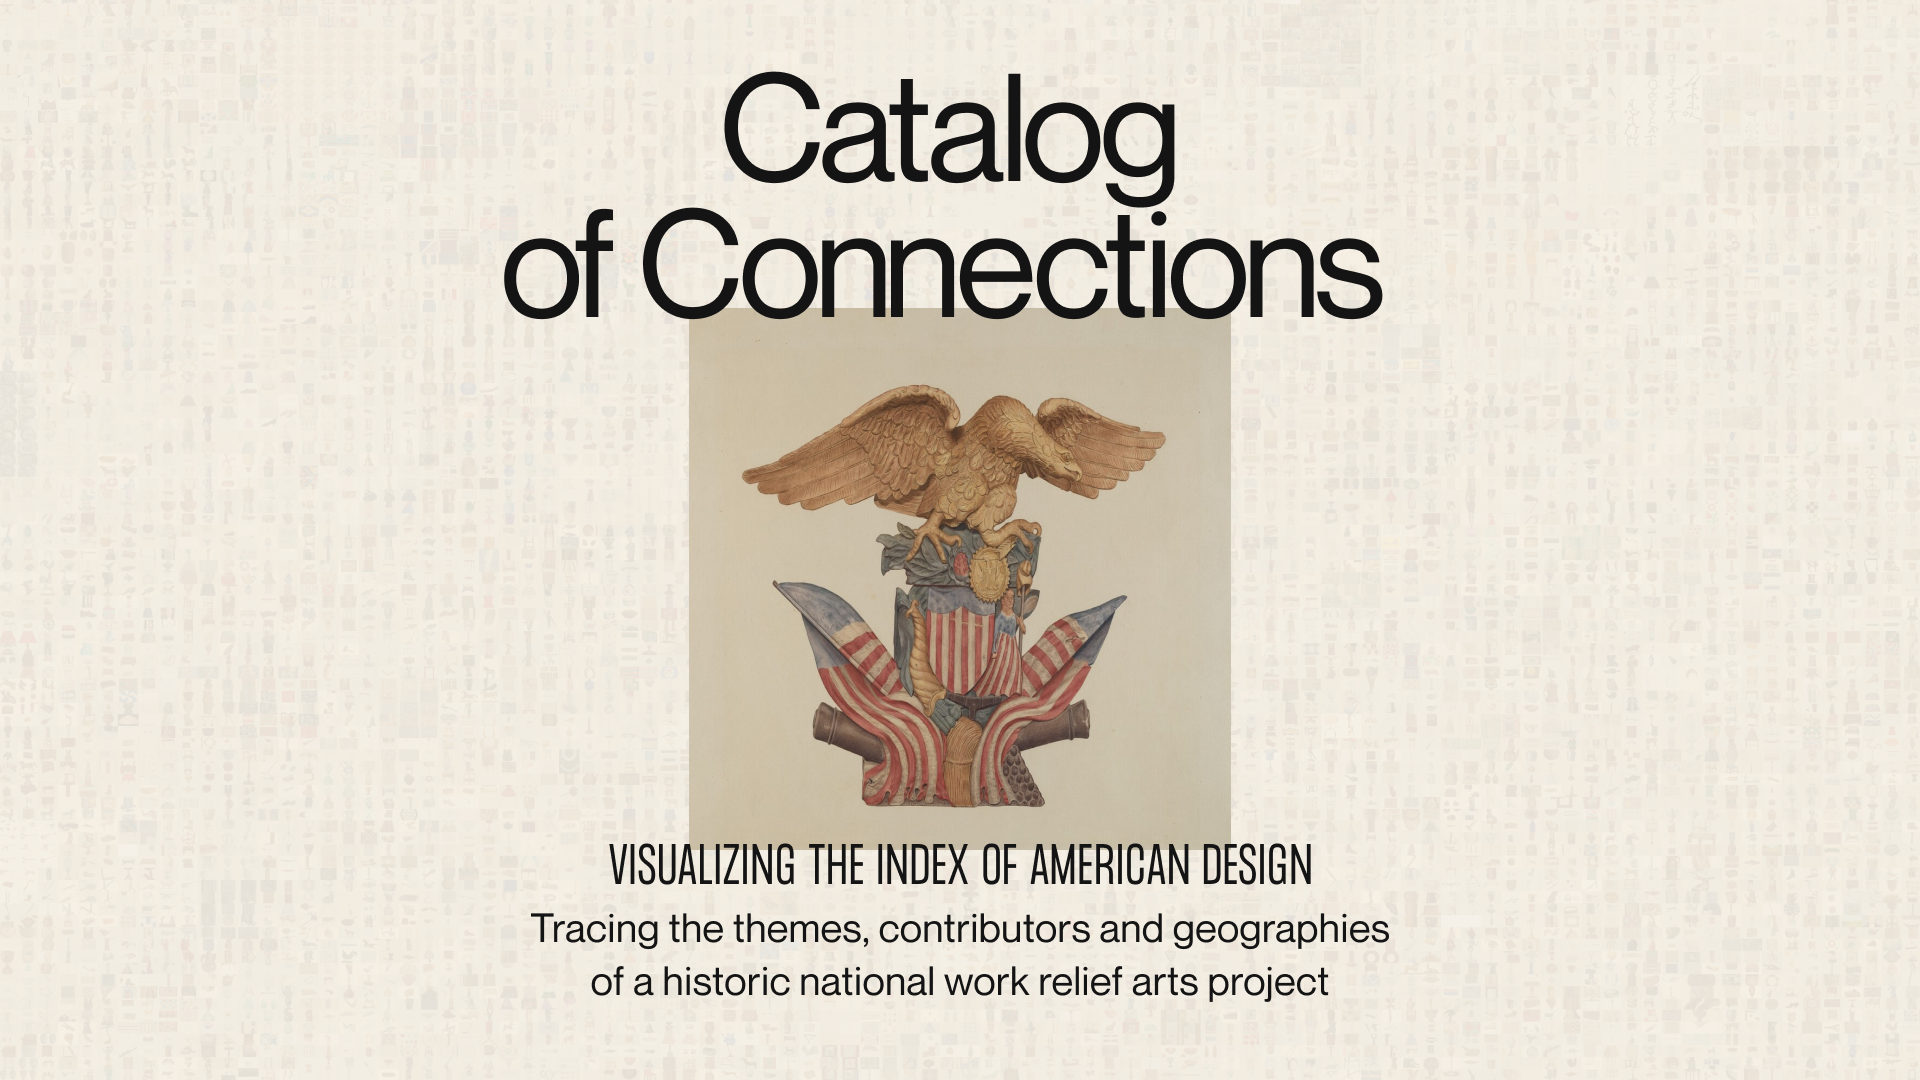 Catalog
of Connections
VISUALIZING THE INDEX OF AMERICAN DESIGN
Tracing the themes, contributors and geographies
of a historic national work relief arts project